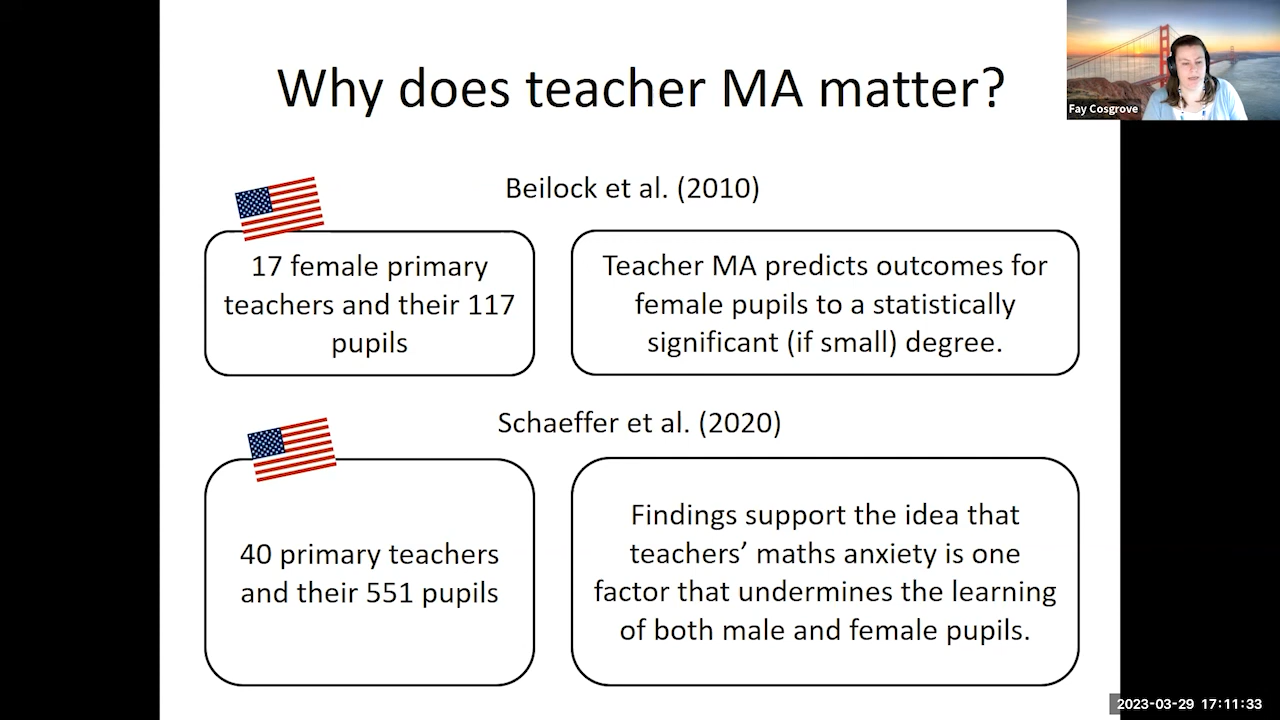 Why does teacher MA matter?
Fay Cosgrove
Beilock et al. (2010)
17 female primary
teachers and their 117
pupils
Teacher MA predicts outcomes for
female pupils to a statistically
significant (if small) degree.
Schaeffer et al. (2020)
40 primary teachers
and their 551 pupils
Findings support the idea that
teachers’ maths anxiety is one
factor that undermines the learning
of both male and female pupils.
2023-03-29 17:11:33